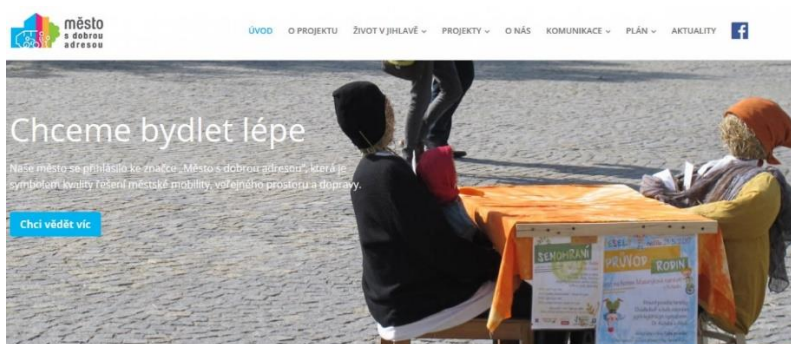 město
s dobrou
adresou
ÚVOD O PROJEKTU ŽIVOT V JIHLAVĚ PROJEKTY O NÁS KOMUNIKACE PLÁN AKTUALITY f
Chceme bydlet lépe
Naše město se přihlásilo ke značce „Město s dobrou adresou", která je
symbolem kvality řešení městské mobility, veřejného prostoru a dopravy.
Chci vědět víc
PRŮVOD RODIN